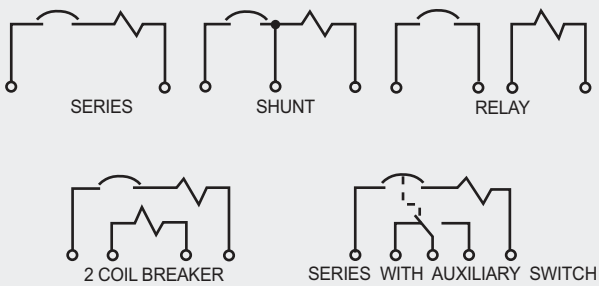 SERIES
SHUNT
RELAY
2 COIL BREAKER
SERIES WITH AUXILIARY SWITCH